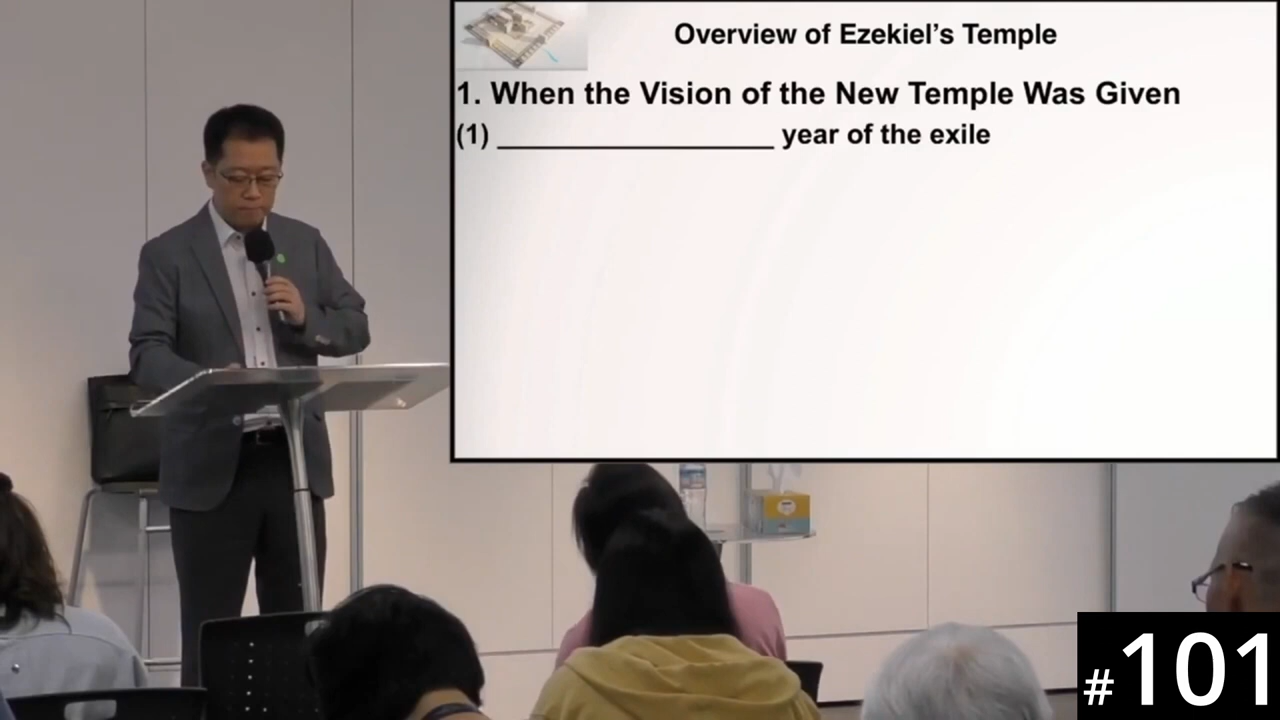 Overview of Ezekiel's Temple
1. When the Vision of the New Temple Was Given
(1) __________________ year of the exile
#101